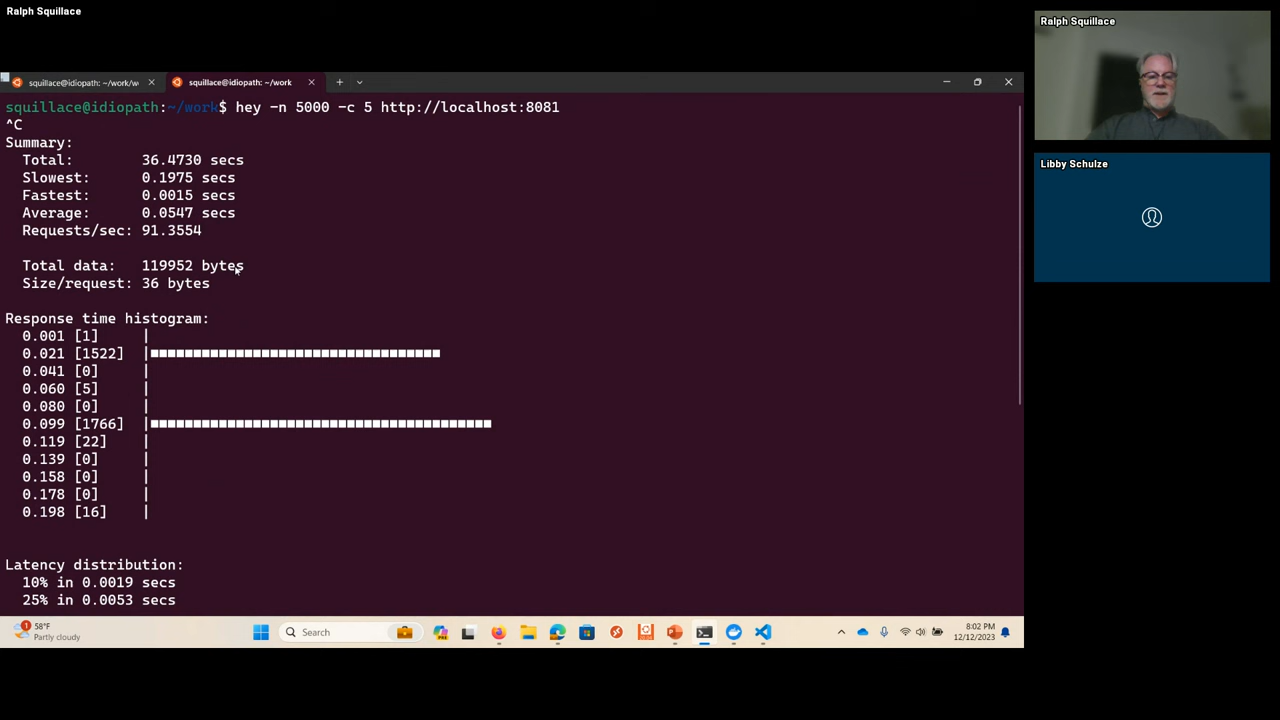 Ralph Squillace
Ralph Squillace
Libby Schulze
squillace@idiopath: ~/work/w
squillace@idiopath: ~/work
squillace@idiopath:~/work$ hey -n 5000 -c 5 http://localhost:8081
^C
Summary:
Total: 36.4730 secs
Slowest: 0.1975 secs
Fastest: 0.0015 secs
Average: 0.0547 secs
Requests/sec: 91.3554
Total data: 119952 bytes
Size/request: 36 bytes
Response time histogram:
0.001 [1] |
0.021 [1522] |■■■■■■■■■■■■■■■■■■■■■■■■■■■■■■■■■■
0.041 [0] |
0.060 [5] |
0.080 [0] |
0.099 [1766] |■■■■■■■■■■■■■■■■■■■■■■■■■■■■■■■■■■■■■■■■
0.119 [22] |
0.139 [0] |
0.158 [0] |
0.178 [0] |
0.198 [16] |
Latency distribution:
10% in 0.0019 secs
25% in 0.0053 secs
1
58°F
Partly cloudy
Search
8:02 PM
12/12/2023